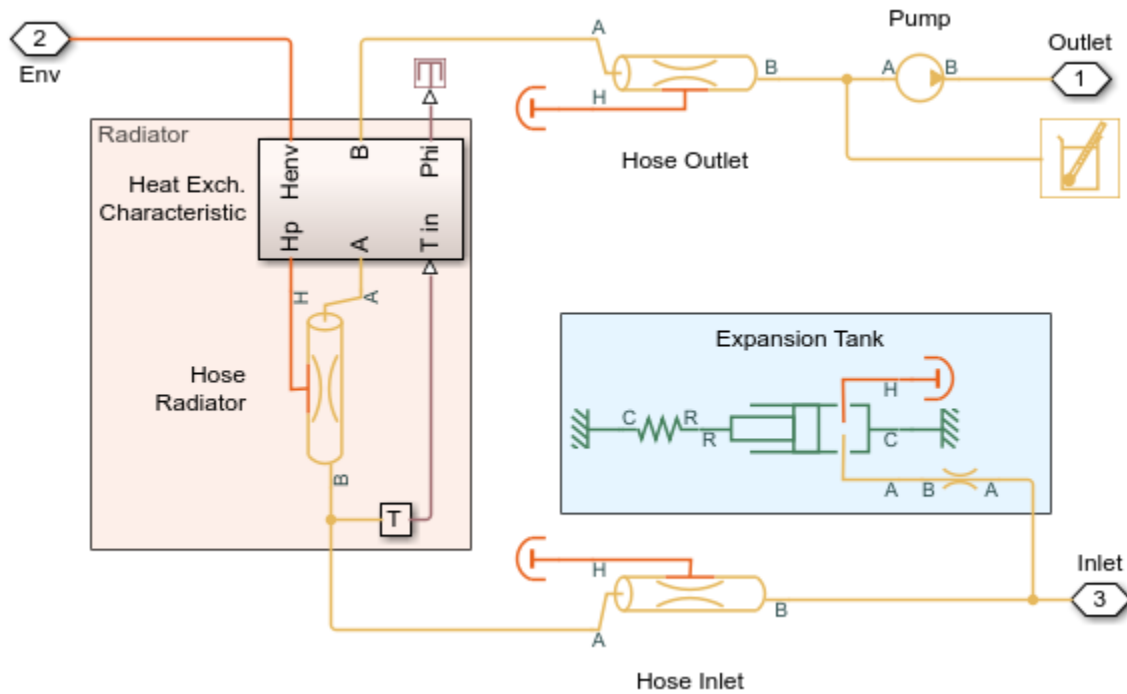 2
Env
Pump
Outlet
1
A
B
A
B
H
Hose Outlet
Radiator
Heat Exch.
Characteristic
Henv
B
Phi
Hp
A
T in
H
A
Hose
Radiator
B
T
Expansion Tank
H
C
R
R
C
A
B
A
H
A
B
Hose Inlet
Inlet
3